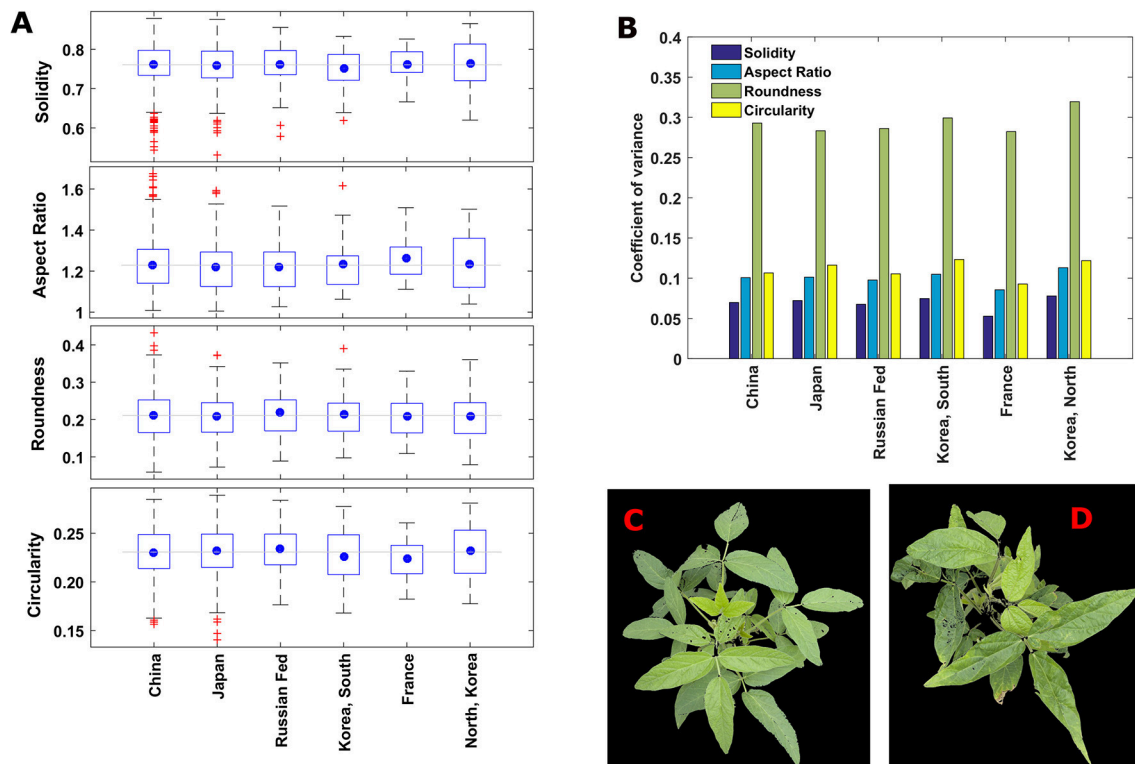 A
Solidity
0.8
0.7
0.6
Aspect Ratio
1.6
1.4
1.2
1
Roundness
0.4
0.3
0.2
0.1
Circularity
0.25
0.20
0.15
China
Japan
Russian Fed
Korea, South
France
North, Korea
B
Coefficient of variance
0.4
0.35
0.3
0.25
0.2
0.15
0.1
0.05
0
Solidity
Aspect Ratio
Roundness
Circularity
China
Japan
Russian Fed
Korea, South
France
Korea, North
C
D